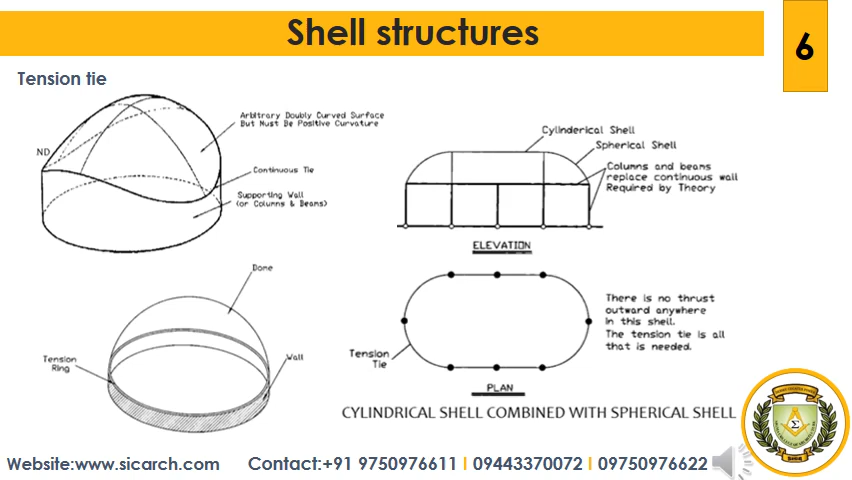 Shell structures
6
Tension tie
Arbitrary Doubly Curved Surface
But Must Be Positive Curvature
ND
Continuous Tie
Supporting Wall
(or Columns & Beams)
Cylinderical Shell
Spherical Shell
Columns and beams
replace continuous wall
Required by Theory
ELEVATION
Done
Tension
Ring
Wall
There is no thrust
outward anywhere
in this shell.
The tension tie is all
that is needed.
Tension
Tie
PLAN
CYLINDRICAL SHELL COMBINED WITH SPHERICAL SHELL
Website:www.sicarch.com Contact:+91 9750976611 I 09443370072 I 09750976622